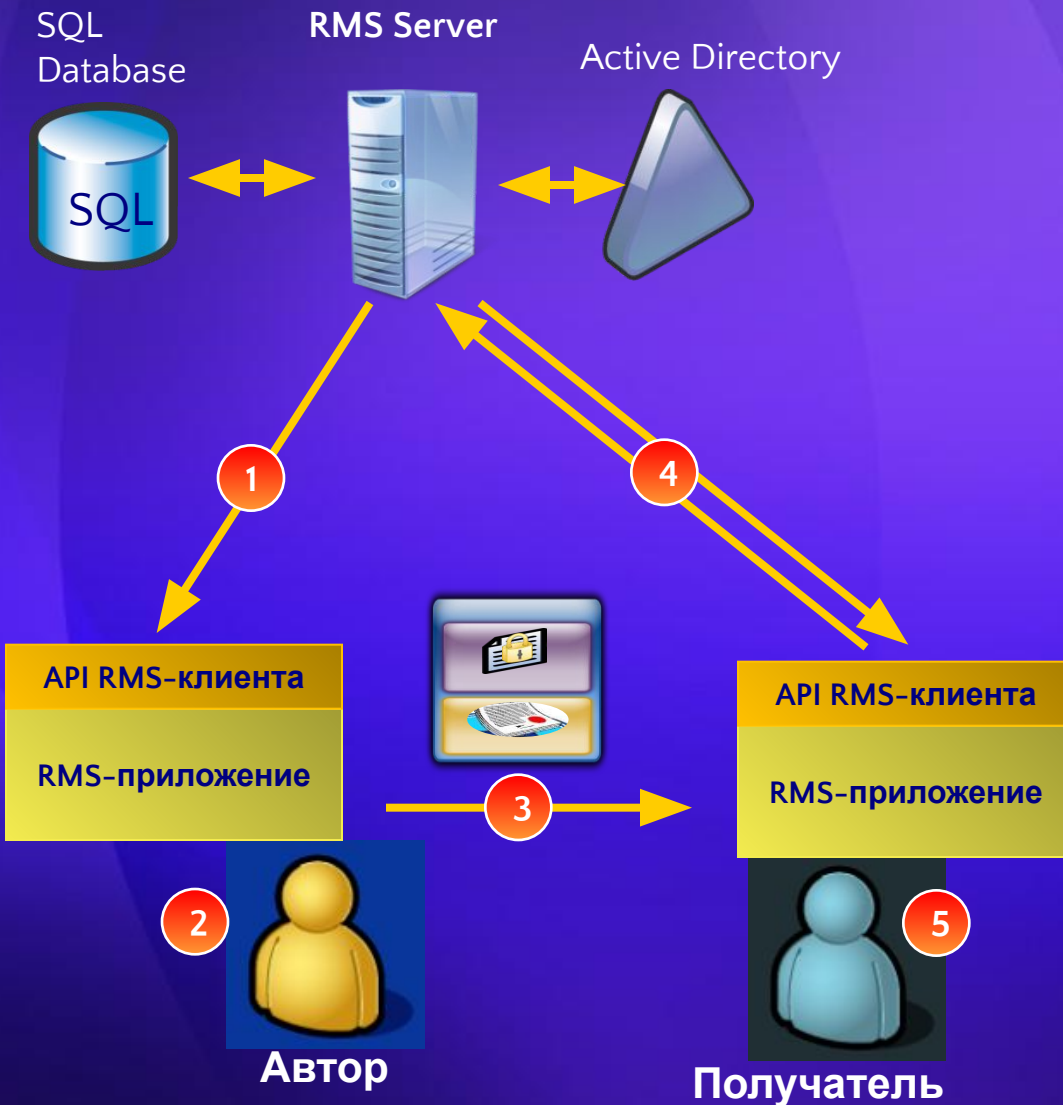 SQL
Database
RMS Server
Active Directory
SQL
1
4
API RMS-клиента
RMS-приложение
API RMS-клиента
RMS-приложение
3
2
5
Автор
Получатель